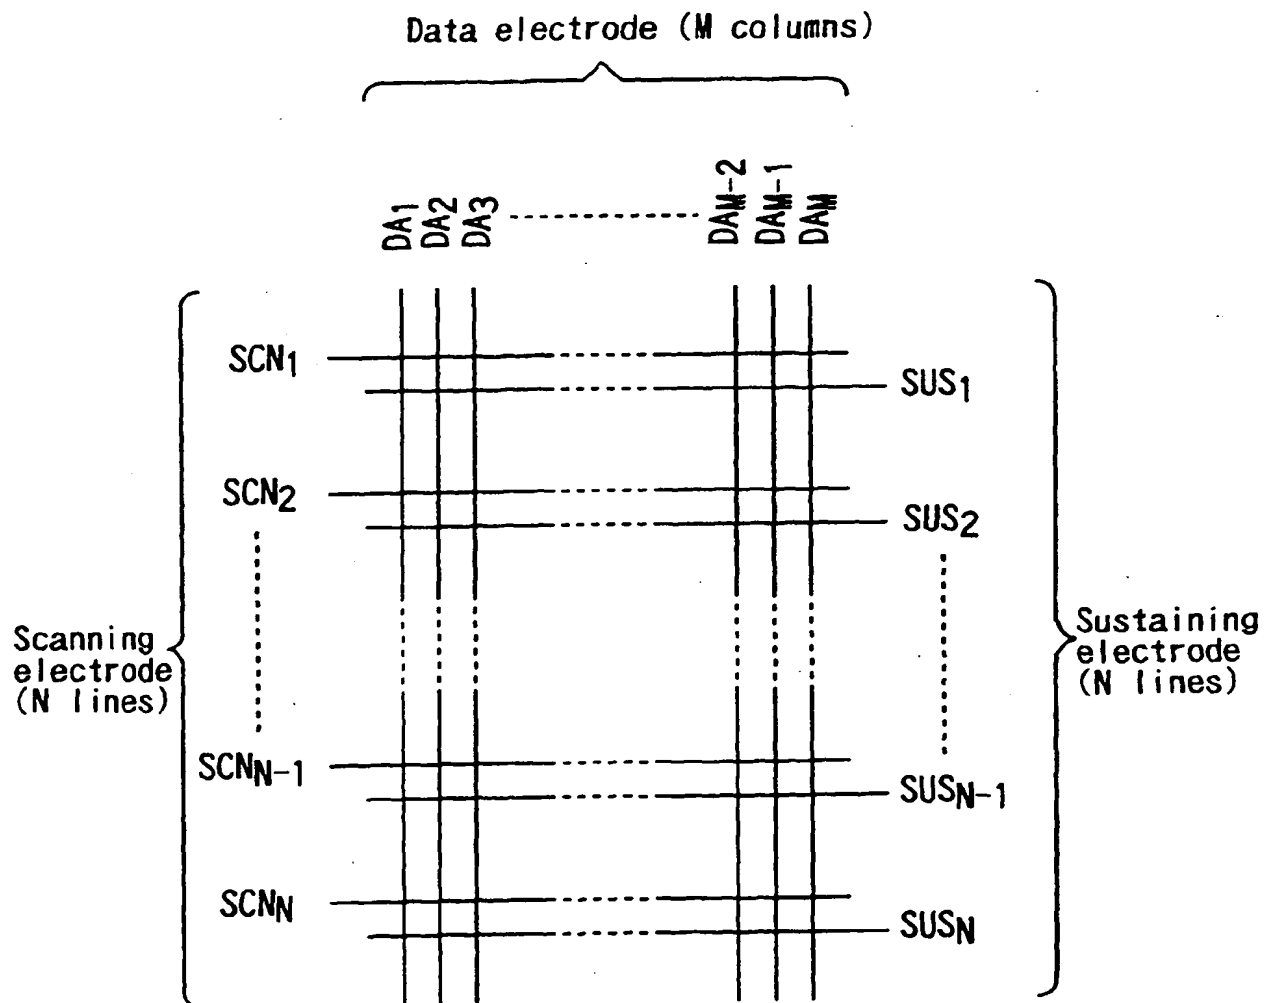 Data electrode (M columns)
DA1 DA2 DA3 DAM-2 DAM-1 DAM
SCN1
SUS1
SCN2
SUS2
Scanning
electrode
(N lines)
Sustaining
electrode
(N lines)
SCNN-1
SUSN-1
SCNN
SUSN